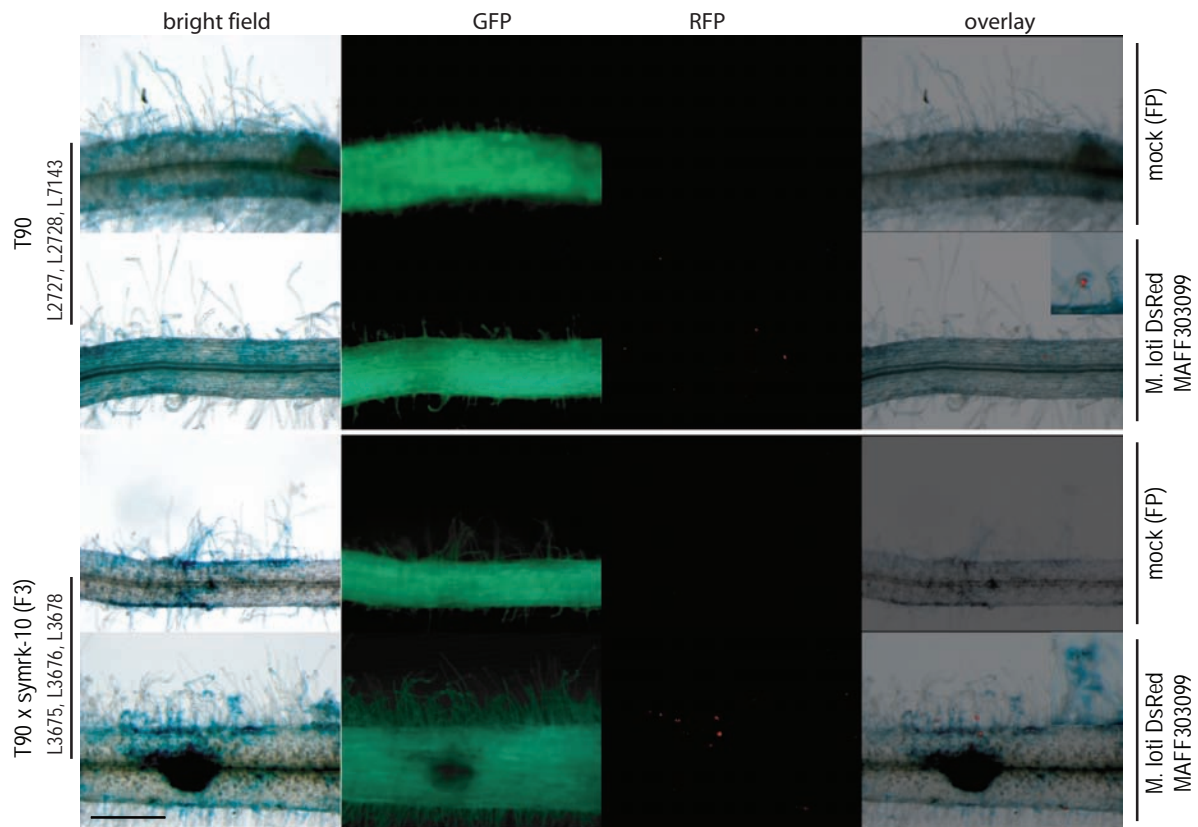 bright field
GFP
RFP
overlay
T90
L2727, L2728, L7143
mock (FP)
M. loti DsRed
MAFF303099
T90 x symrk-10 (F3)
L3675, L3676, L3678
mock (FP)
M. loti DsRed
MAFF303099